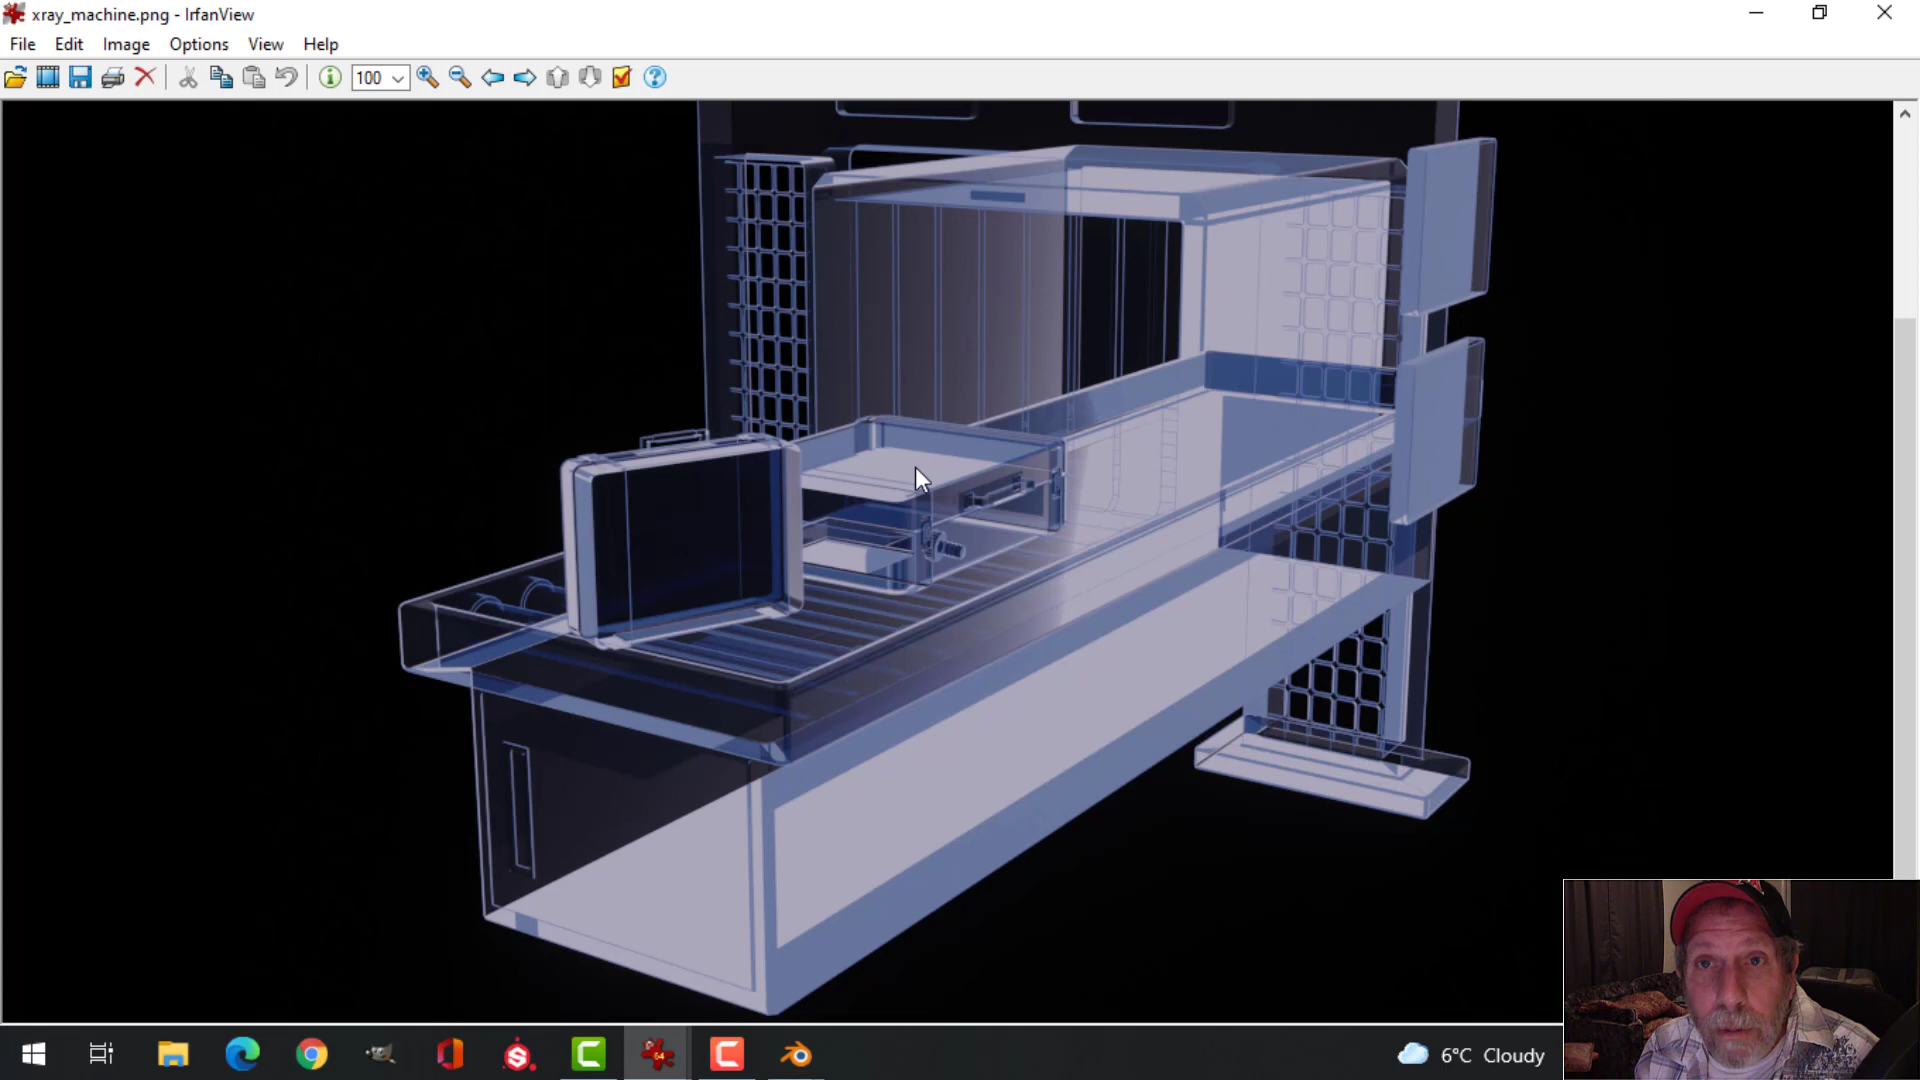 xray_machine.png - IrfanView
File Edit Image Options View Help
100
6°C Cloudy